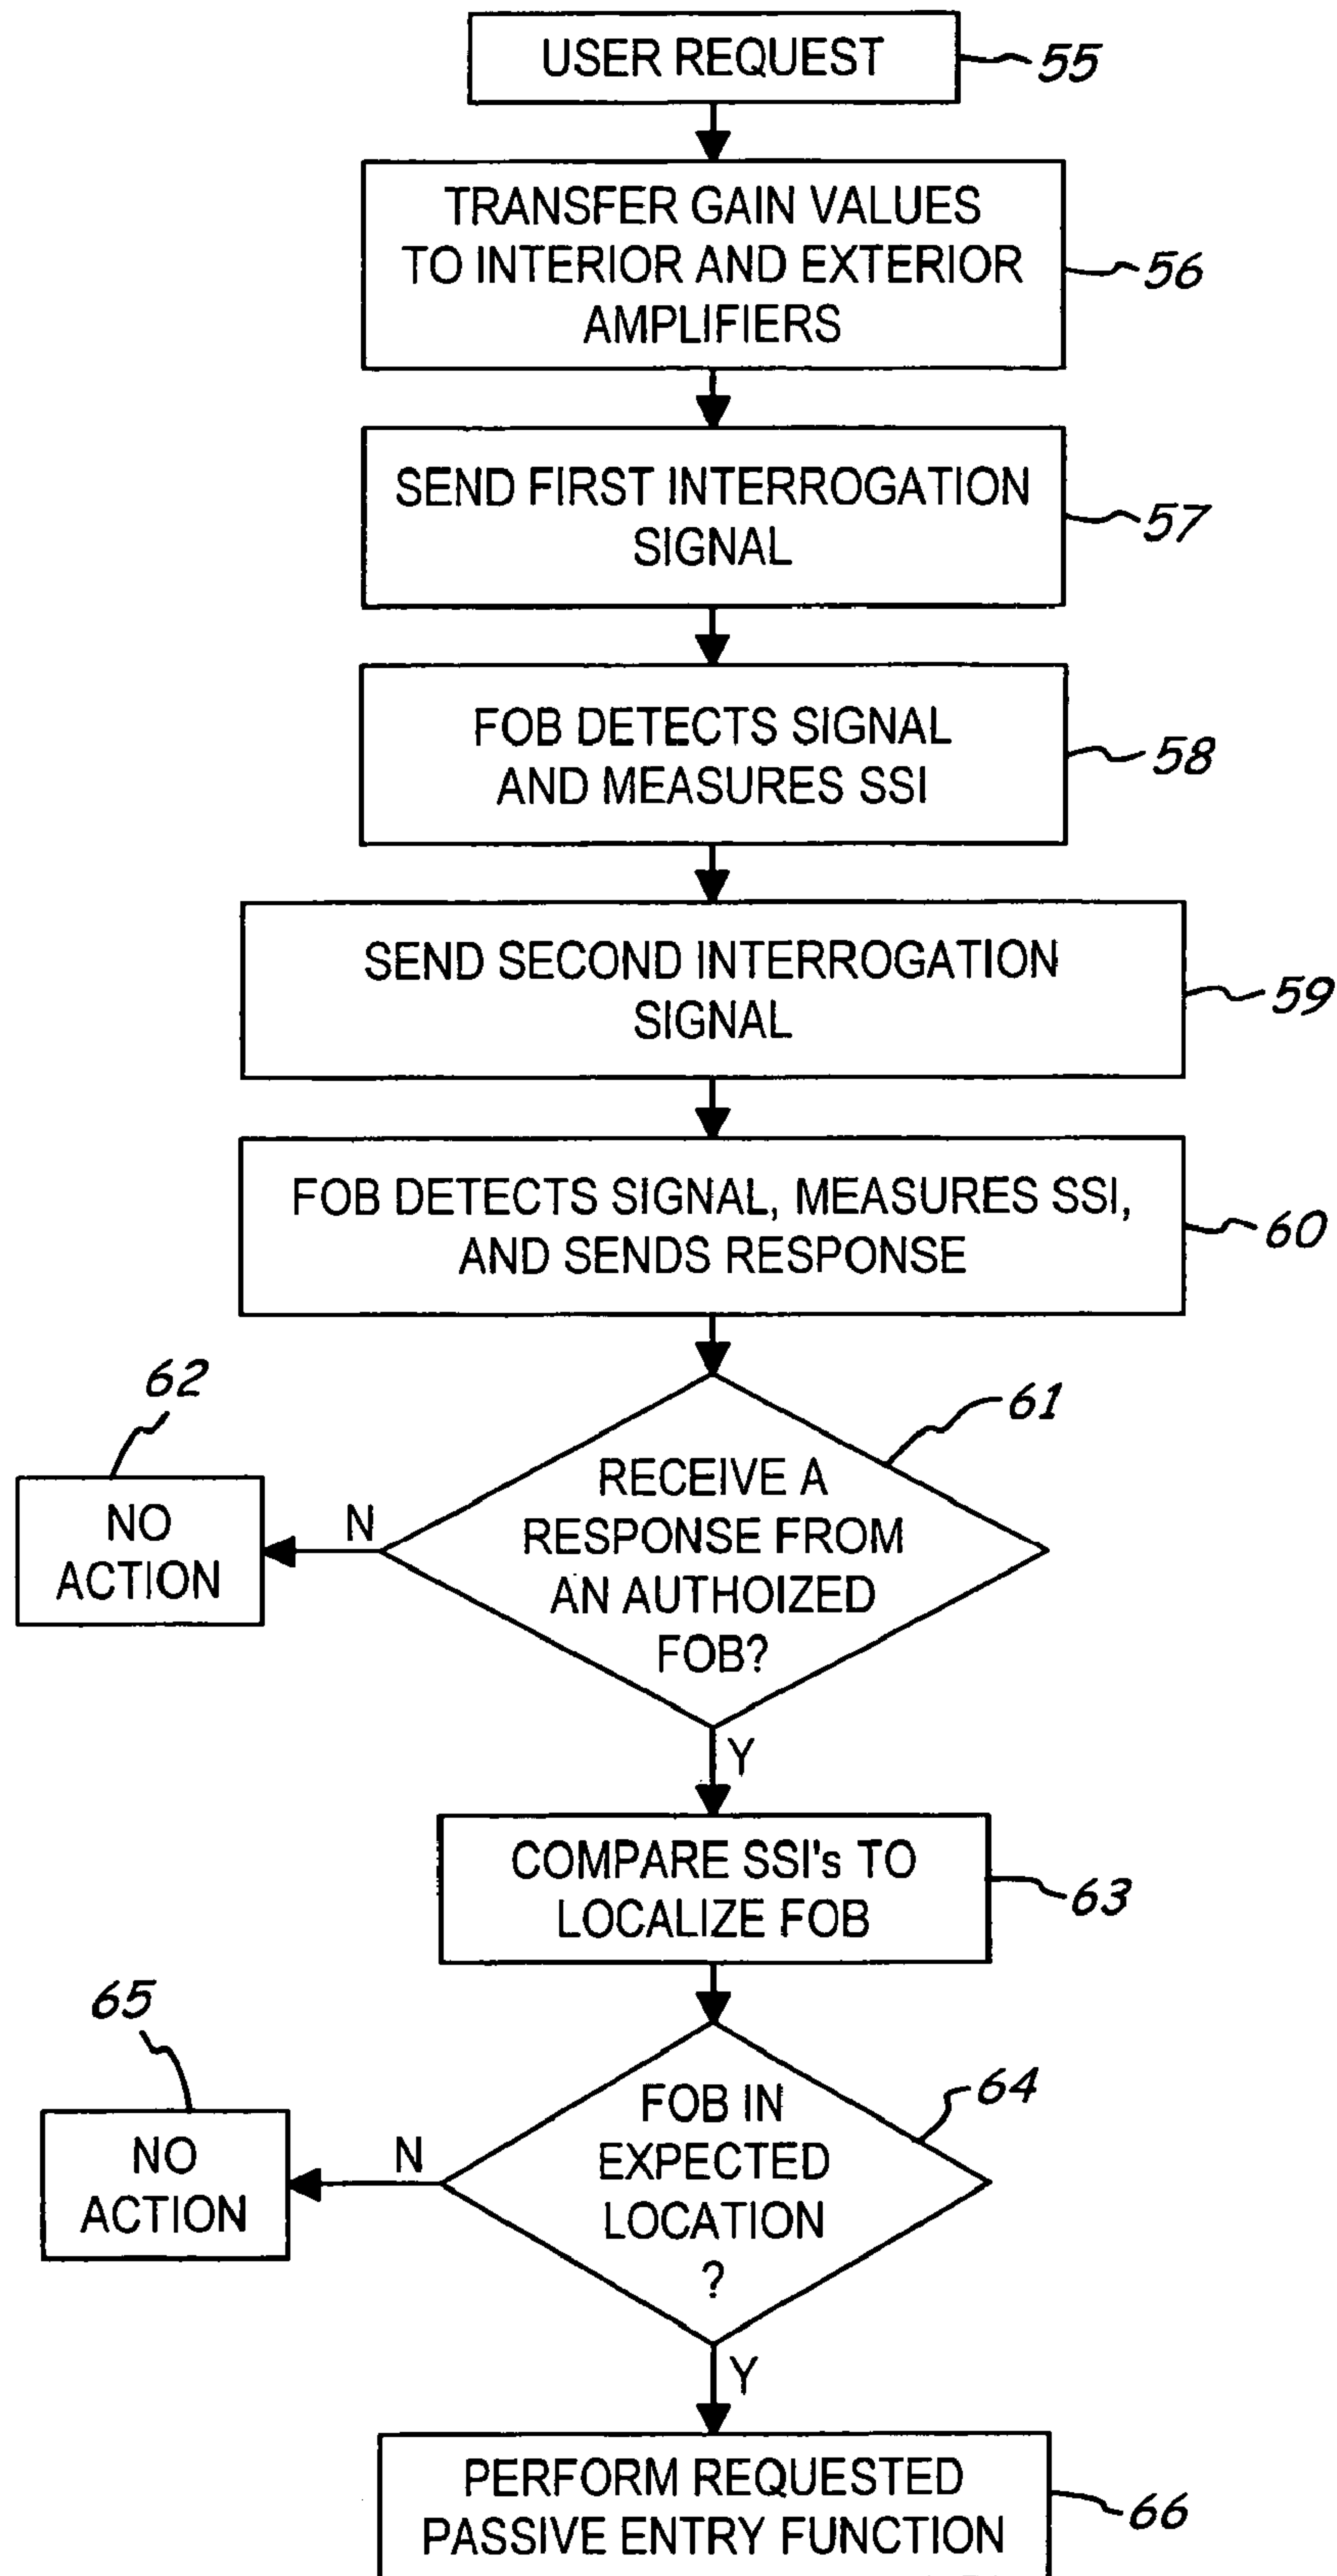 USER REQUEST
55
TRANSFER GAIN VALUES
TO INTERIOR AND EXTERIOR
AMPLIFIERS
56
SEND FIRST INTERROGATION
SIGNAL
57
FOB DETECTS SIGNAL
AND MEASURES SSI
58
SEND SECOND INTERROGATION
SIGNAL
59
FOB DETECTS SIGNAL, MEASURES SSI,
AND SENDS RESPONSE
60
61
RECEIVE A
RESPONSE FROM
AN AUTHOIZED
FOB?
N
62
NO
ACTION
Y
COMPARE SSI's TO
LOCALIZE FOB
63
64
FOB IN
EXPECTED
LOCATION
?
N
65
NO
ACTION
Y
PERFORM REQUESTED
PASSIVE ENTRY FUNCTION
66